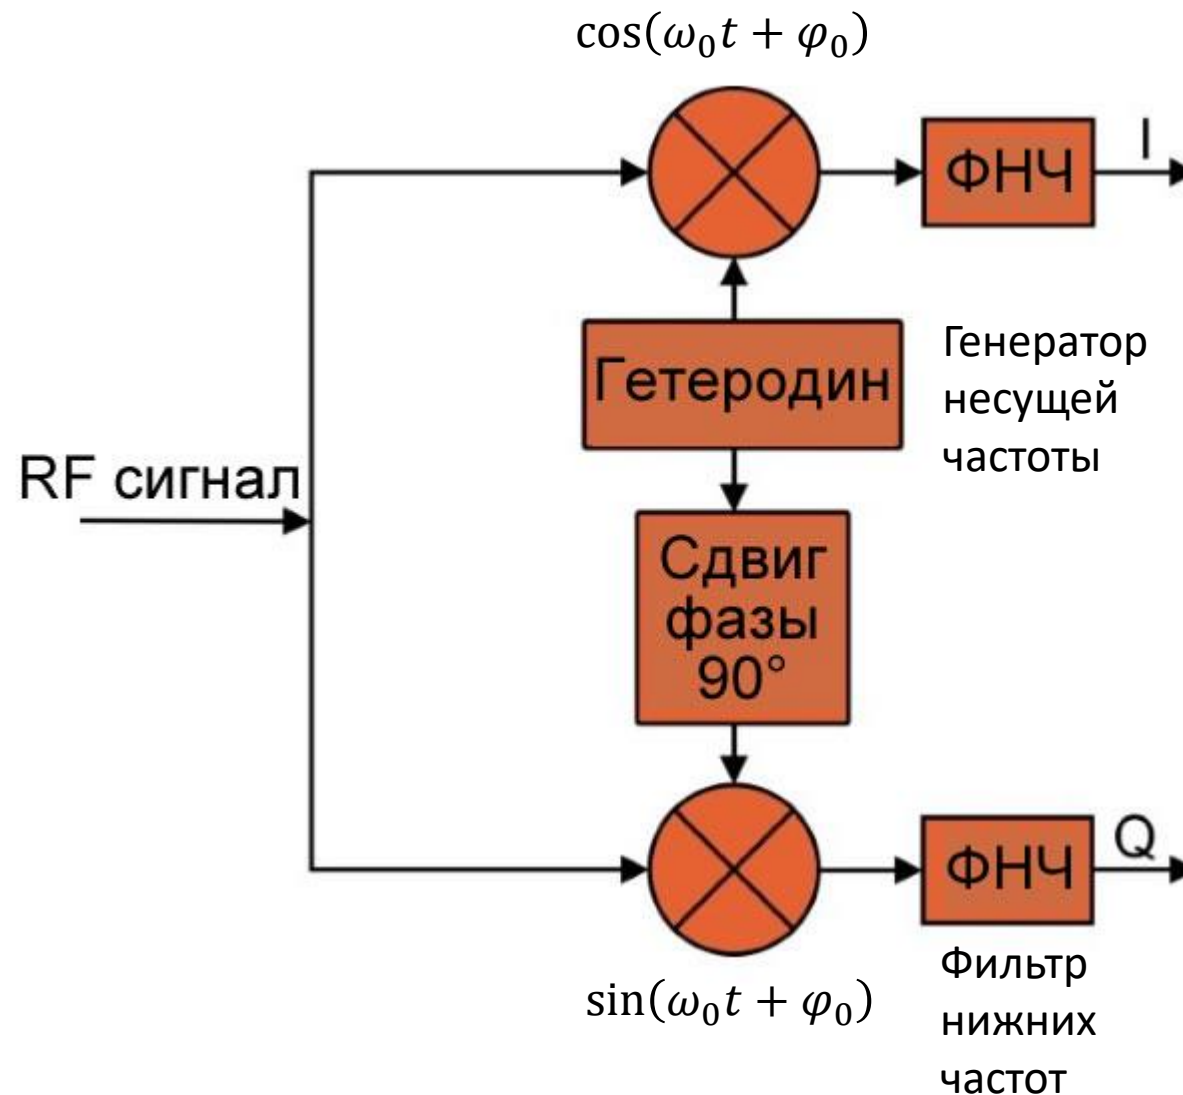 cos(ω₀t + φ₀)
ФНЧ
I
Гетеродин
Генератор
несущей
частоты
RF сигнал
Сдвиг
фазы
90°
ФНЧ
Q
sin(ω₀t + φ₀)
Фильтр
нижних
частот